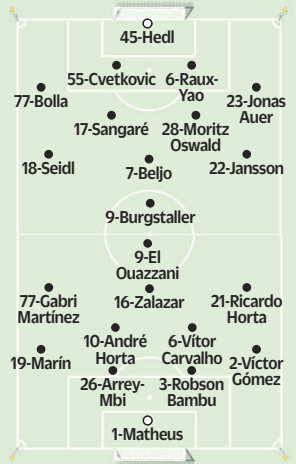 45-Hedl
55-Cvetkovic 6-Raux-
Yao
77-Bolla
23-Jonas
Auer
17-Sangaré 28-Moritz
Oswald
18-Seidl
7-Beljo
22-Jansson
9-Burgstaller
9-El
Ouazzani
77-Gabri
Martínez
16-Zalazar
21-Ricardo
Horta
10-André
Horta
6-Vítor
Carvalho
19-Marín
2-Víctor
Gómez
26-Arrey-
Mbi
3-Robson
Bambu
1-Matheus